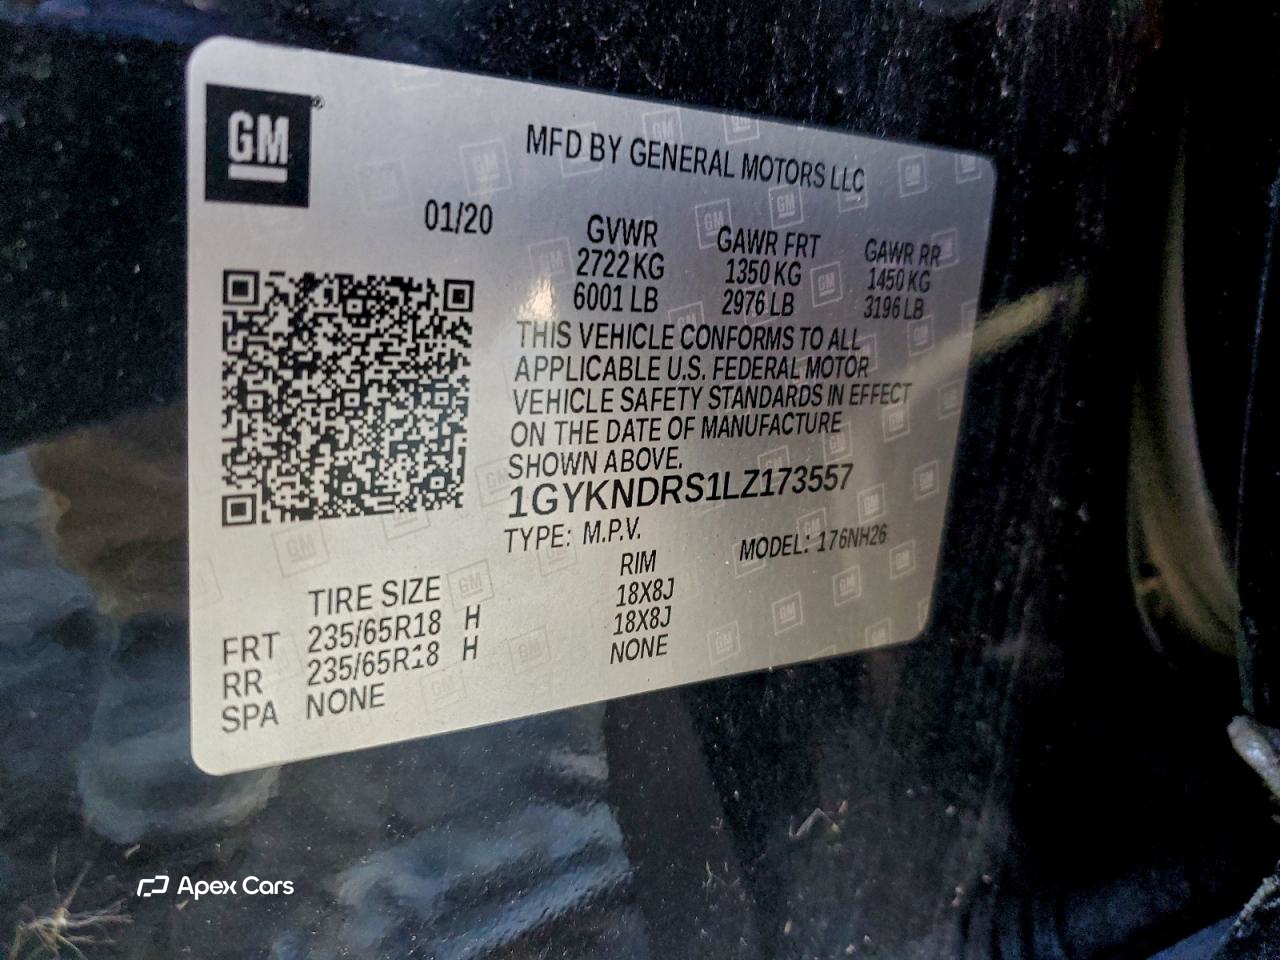 GM®
MFD BY GENERAL MOTORS LLC
01/20
GVWR GAWR FRT GAWR RR
2722 KG 1350 KG 1450 KG
6001 LB 2976 LB 3196 LB
THIS VEHICLE CONFORMS TO ALL
APPLICABLE U.S. FEDERAL MOTOR
VEHICLE SAFETY STANDARDS IN EFFECT
ON THE DATE OF MANUFACTURE
SHOWN ABOVE.
1GYKNDRS1LZ173557
TYPE: M.P.V. MODEL: 176NH26
TIRE SIZE RIM
FRT 235/65R18 H 18X8J
RR 235/65R18 H 18X8J
SPA NONE NONE
Apex Cars